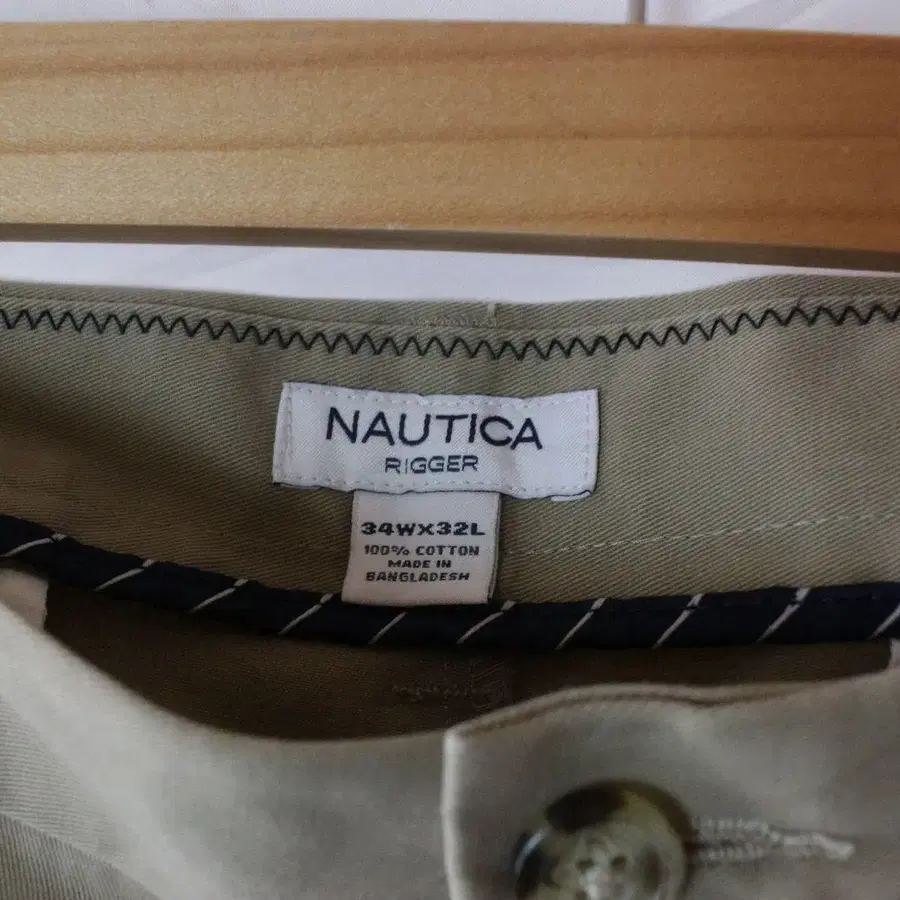 NAUTICA
RIGGER
34WX32L
100% COTTON
MADE IN
BANGLADESH